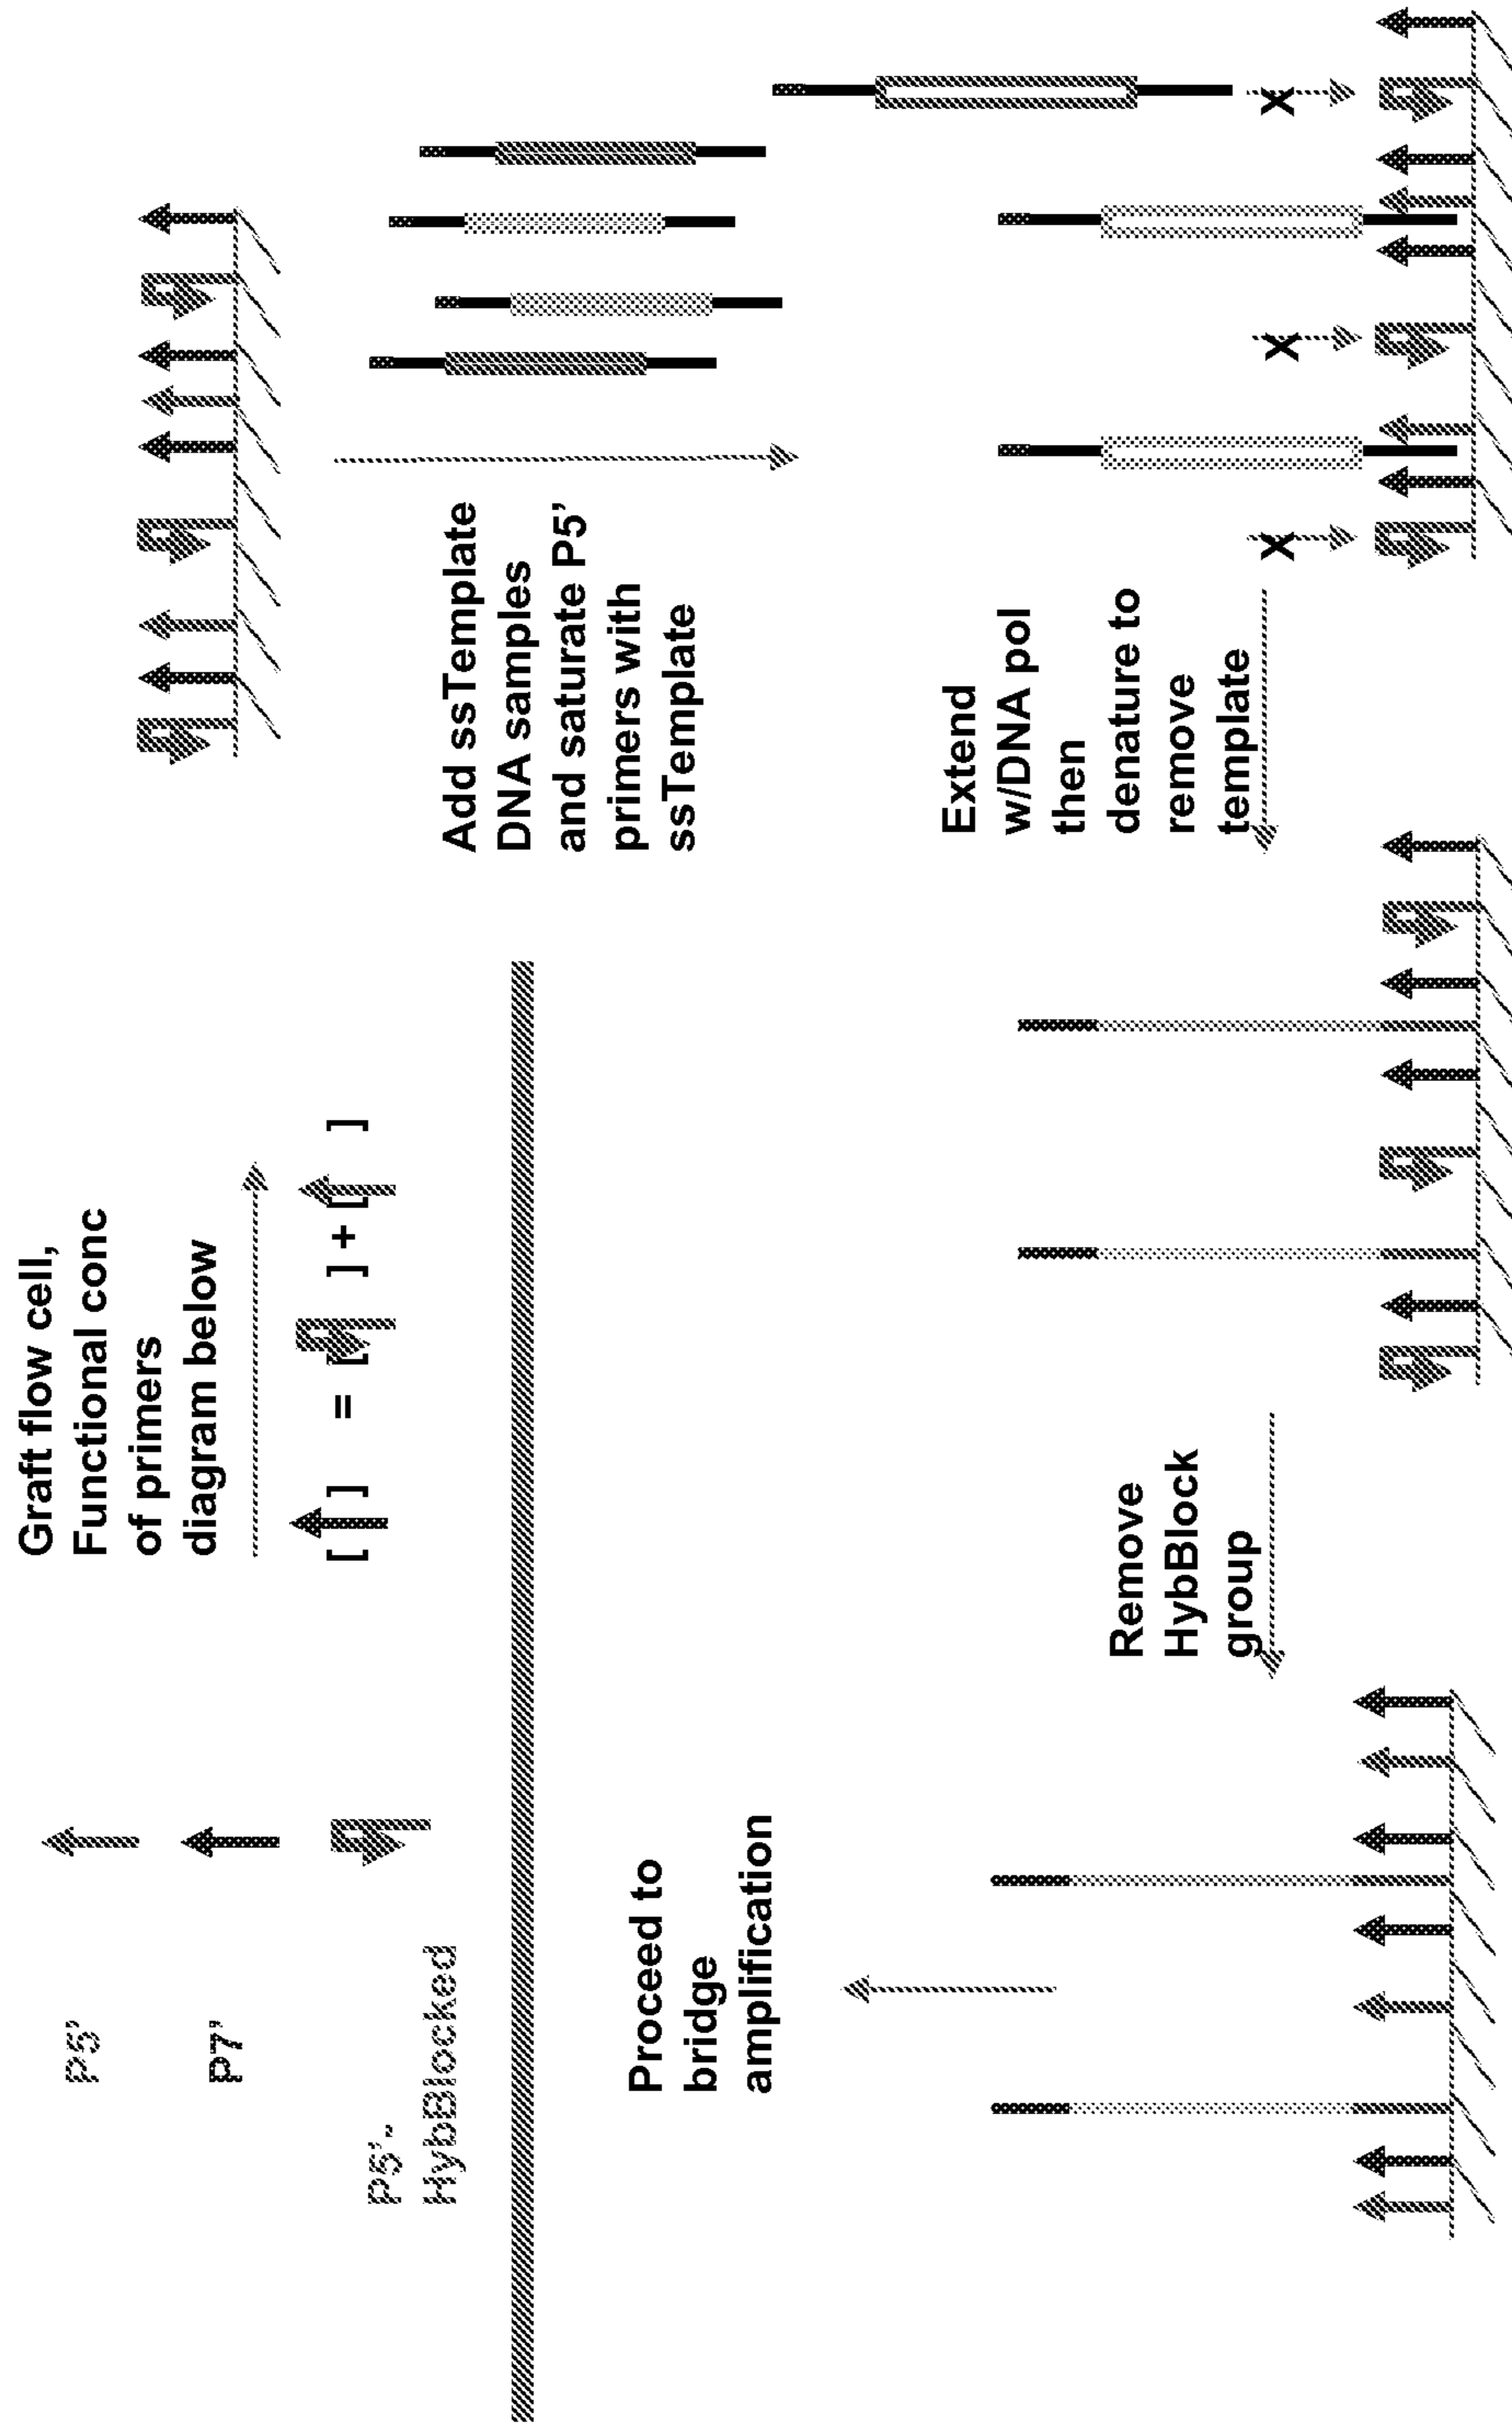 P5'
P7'
P5'-
HybBlocked
Graft flow cell,
Functional conc
of primers
diagram below
[ ] = [ ] + [ ]
Add ssTemplate
DNA samples
and saturate P5'
primers with
ssTemplate
X
X
X
Extend
w/DNA pol
then
denature to
remove
template
Remove
HybBlock
group
Proceed to
bridge
amplification